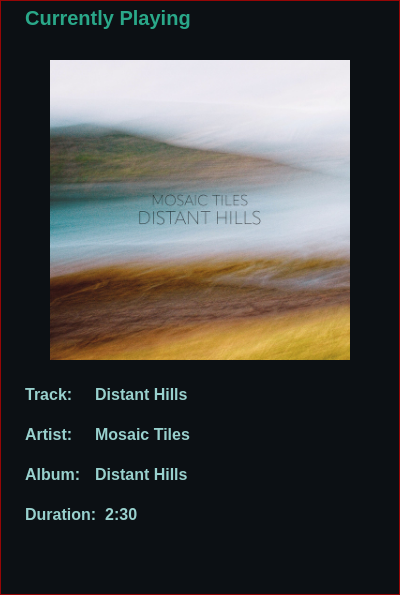 Currently Playing
MOSAIC TILES
DISTANT HILLS
Track: Distant Hills
Artist: Mosaic Tiles
Album: Distant Hills
Duration: 2:30